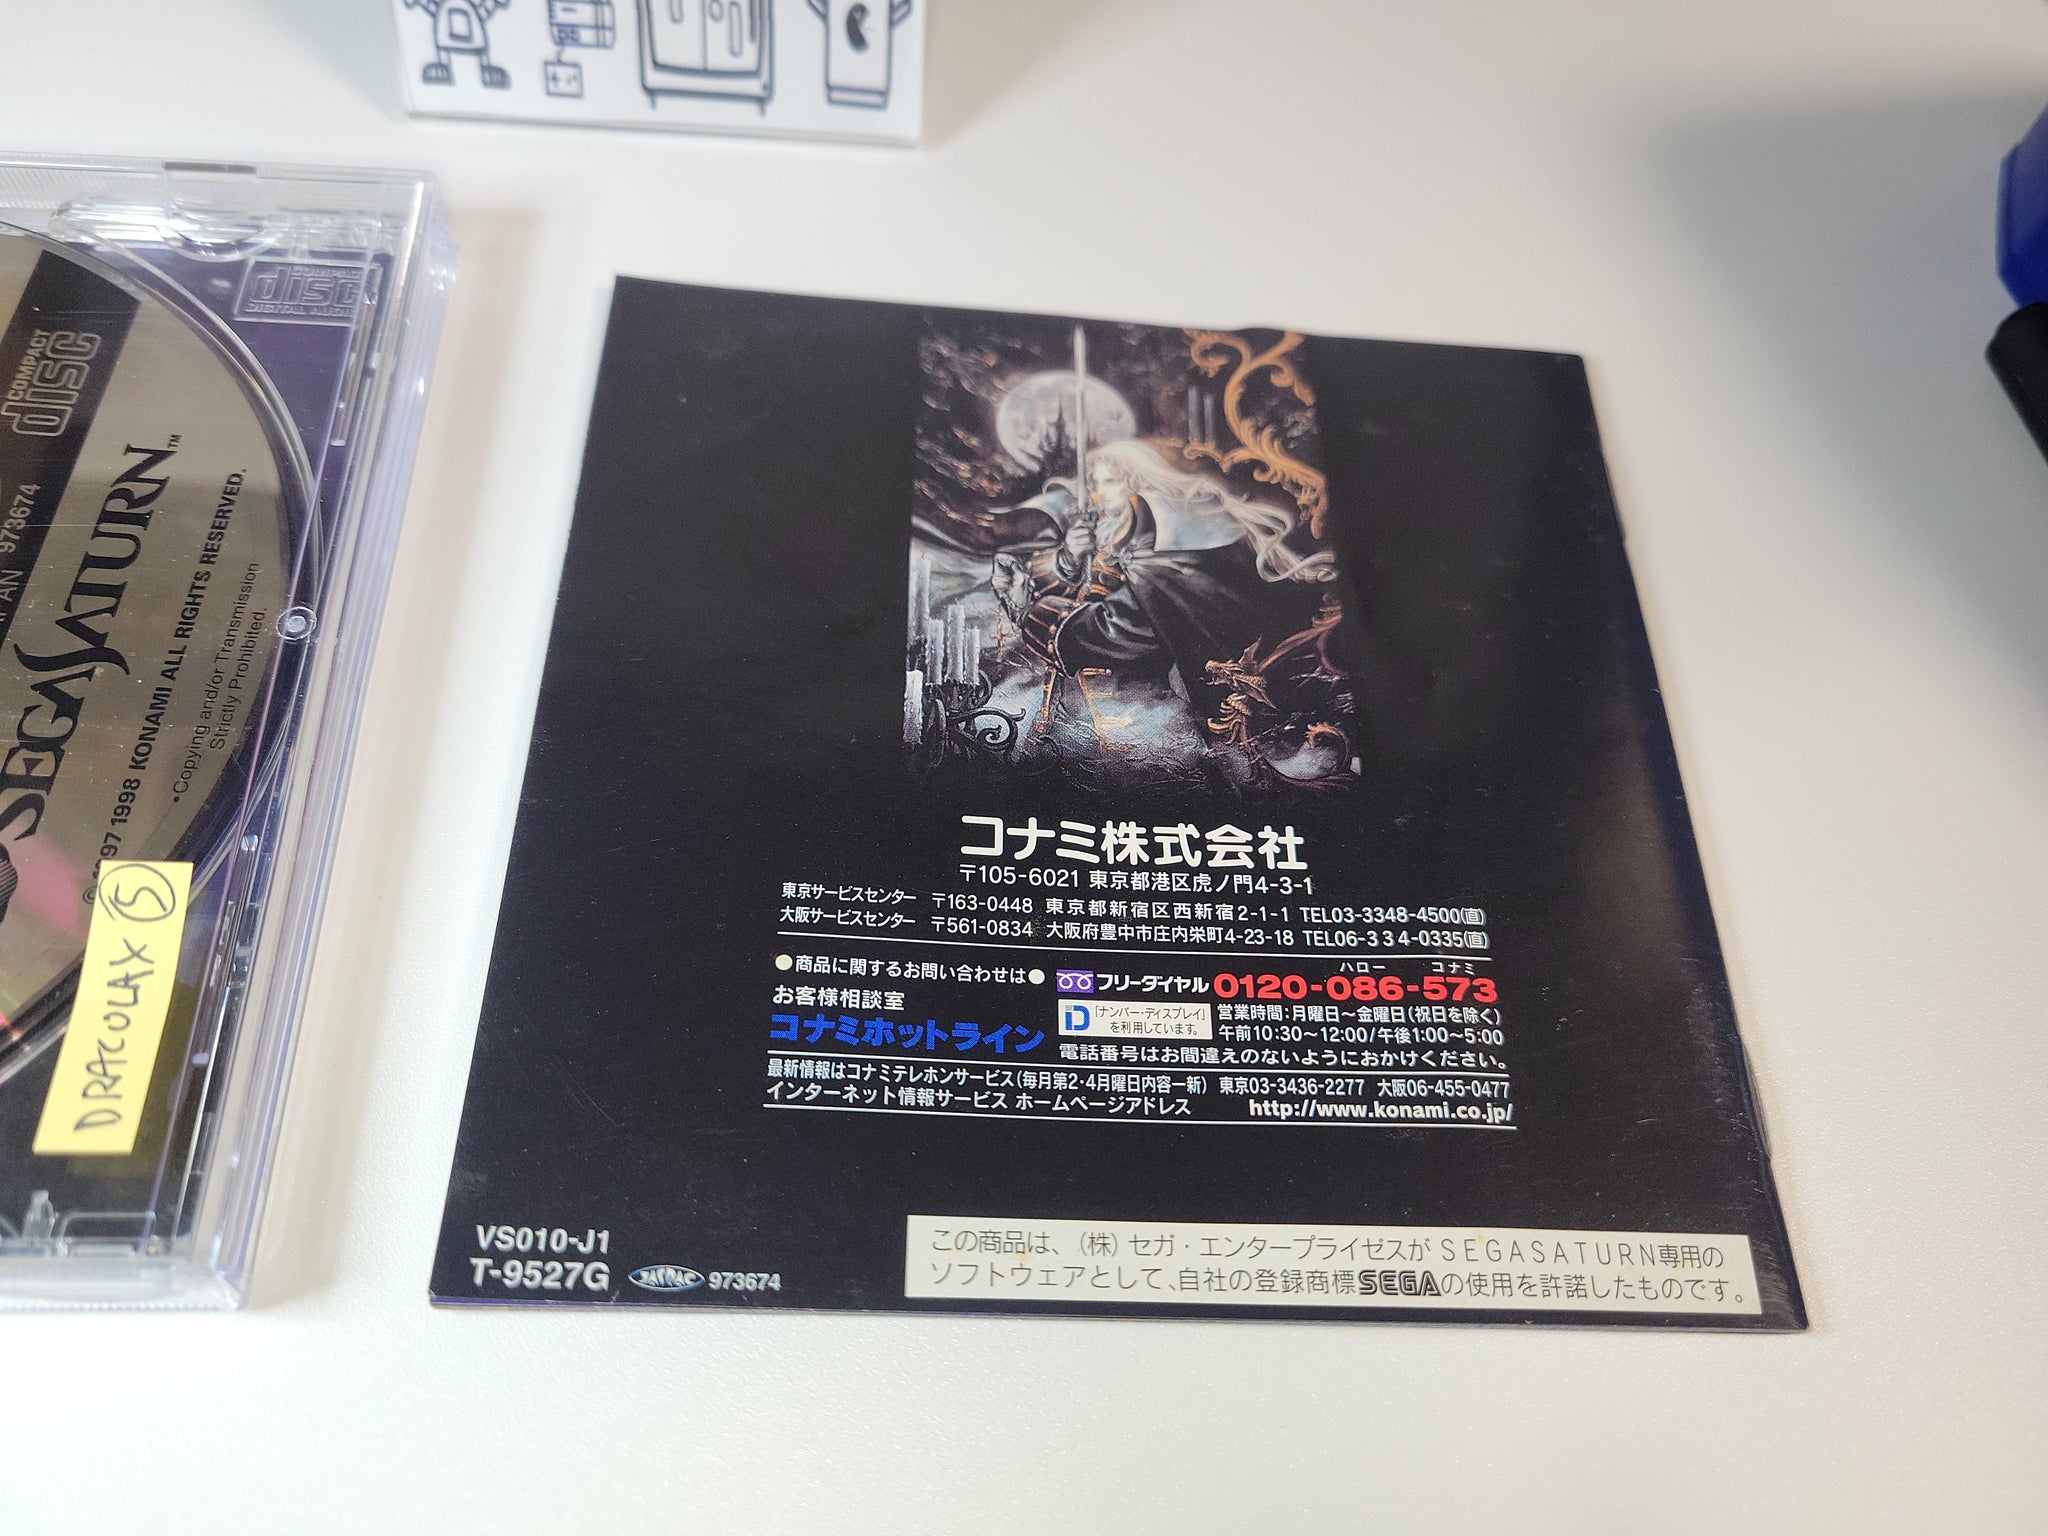 COMPACT
disc
DIGITAL AUDIO
COMPACT
disc
973674
SEGASATURN™
1997 1998 KONAMI ALL RIGHTS RESERVED.
•Copying and/or Transmission
Strictly Prohibited.
DRACULAX ⑤
コナミ株式会社
〒105-6021 東京都港区虎ノ門4-3-1
東京サービスセンター 〒163-0448 東京都新宿区西新宿2-1-1 TEL03-3348-4500(直)
大阪サービスセンター 〒561-0834 大阪府豊中市庄内栄町4-23-18 TEL06-334-0335(直)
●商品に関するお問い合わせは●
お客様相談室
コナミホットライン
ハロー コナミ
フリーダイヤル 0120-086-573
D 「ナンバー・ディスプレイ」
を利用しています。
営業時間:月曜日〜金曜日(祝日を除く)
午前10:30〜12:00/午後1:00〜5:00
電話番号はお間違えのないようにおかけください。
最新情報はコナミテレホンサービス(毎月第2・4月曜日内容一新) 東京03-3436-2277 大阪06-455-0477
インターネット情報サービス ホームページアドレス http://www.konami.co.jp/
VS010-J1
T-9527G JASRAC 973674
この商品は、(株)セガ・エンタープライゼスがSEGASATURN専用の
ソフトウェアとして、自社の登録商標SEGAの使用を許諾したものです。